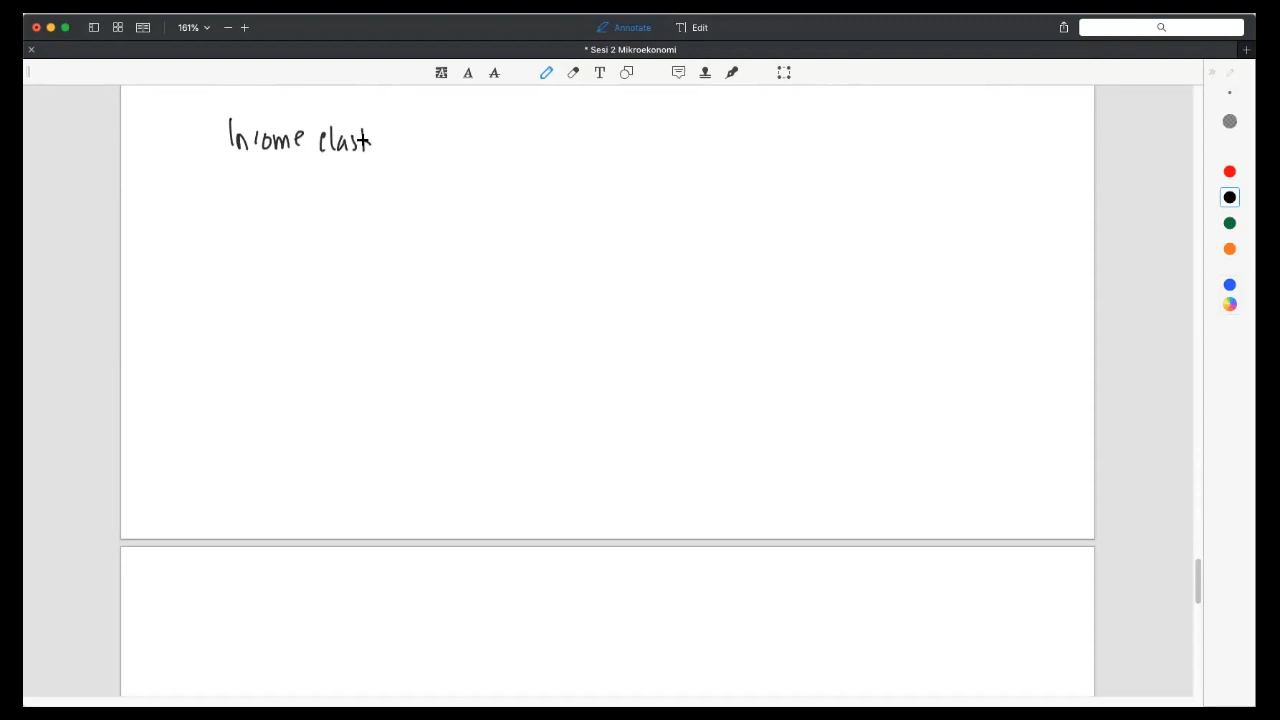 161%
Annotate
Edit
* Sesi 2 Mikroekonomi
A
A
A
T
Income elast